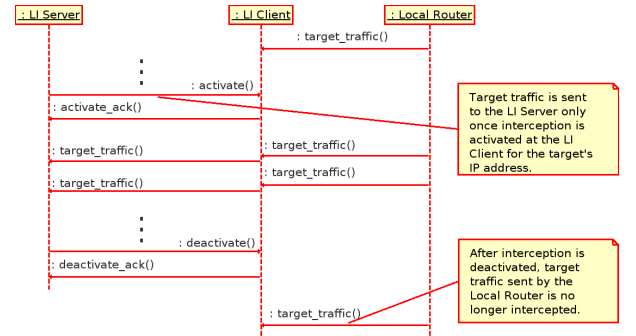 : LI Server
: LI Client
: Local Router
: target_traffic()
: activate()
: activate_ack()
Target traffic is sent
to the LI Server only
once interception is
activated at the LI
Client for the target's
IP address.
: target_traffic()
: target_traffic()
: target_traffic()
: target_traffic()
: deactivate()
: deactivate_ack()
After interception is
deactivated, target
traffic sent by the
Local Router is no
longer intercepted.
: target_traffic()